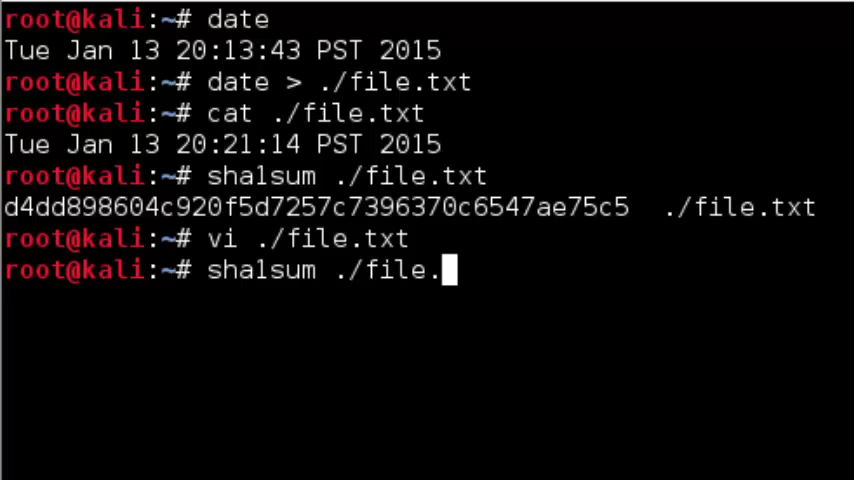 root@kali:~# date
Tue Jan 13 20:13:43 PST 2015
root@kali:~# date > ./file.txt
root@kali:~# cat ./file.txt
Tue Jan 13 20:21:14 PST 2015
root@kali:~# sha1sum ./file.txt
d4dd898604c920f5d7257c7396370c6547ae75c5  ./file.txt
root@kali:~# vi ./file.txt
root@kali:~# sha1sum ./file.